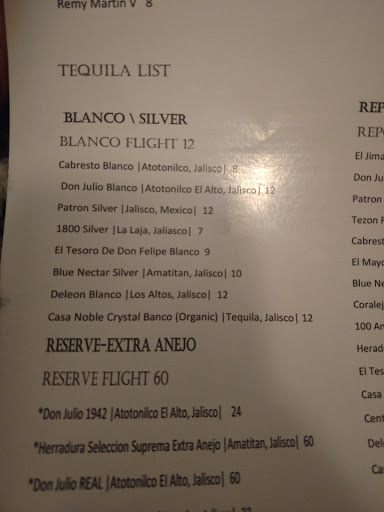 Remy Martin V 8
TEQUILA LIST
BLANCO \ SILVER
BLANCO FLIGHT 12
Cabresto Blanco |Atotonilco, Jalisco| 8
Don Julio Blanco |Atotonilco El Alto, Jalisco| 12
Patron Silver |Jalisco, Mexico| 12
1800 Silver |La Laja, Jaliasco| 7
El Tesoro De Don Felipe Blanco 9
Blue Nectar Silver |Amatitan, Jalisco| 10
Deleon Blanco |Los Altos, Jalisco| 12
Casa Noble Crystal Banco (Organic) |Tequila, Jalisco| 12
RESERVE-EXTRA ANEJO
RESERVE FLIGHT 60
*Don Julio 1942 |Atotonilco El Alto, Jalisco| 24
*Herradura Seleccion Suprema Extra Anejo |Amatitan, Jalisco| 60
*Don Julio REAL |Atotonilco El Alto, Jalisco| 60
REP
REPO
El Jima
Don Ju
Patron
Tezon
Cabrest
El Mayo
Blue Ne
Coralej
100 An
Herad
El Tes
Casa
Cent
Del
Ca